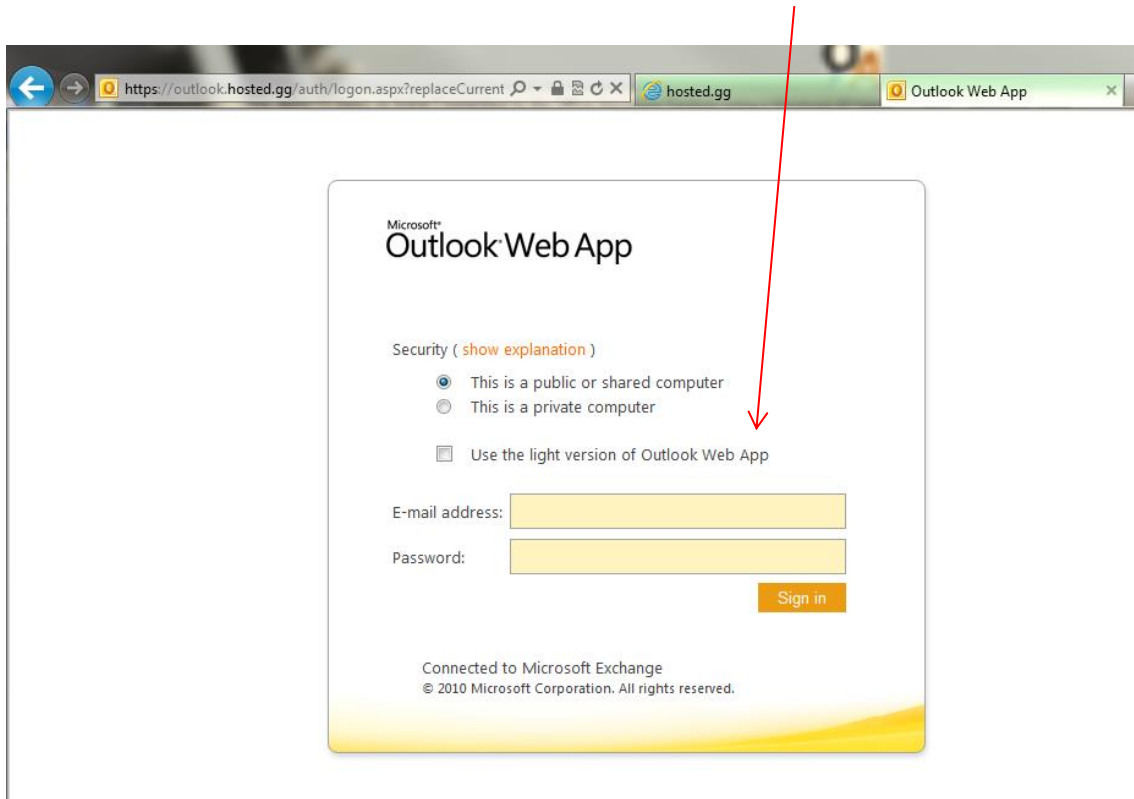 https://outlook.hosted.gg/auth/logon.aspx?replaceCurrent
hosted.gg
Outlook Web App
Microsoft®
Outlook Web App
Security ( show explanation )
This is a public or shared computer
This is a private computer
Use the light version of Outlook Web App
E-mail address:
Password:
Sign in
Connected to Microsoft Exchange
© 2010 Microsoft Corporation. All rights reserved.